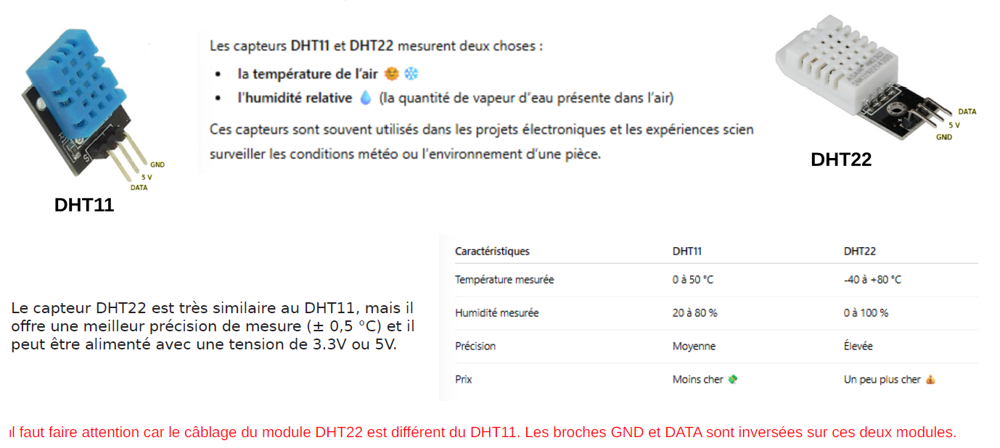 Les capteurs DHT11 et DHT22 mesurent deux choses :
• la température de l'air 🌞 ❄️
• l'humidité relative 💧 (la quantité de vapeur d'eau présente dans l'air)
Ces capteurs sont souvent utilisés dans les projets électroniques et les expériences scien
surveiller les conditions météo ou l'environnement d'une pièce.
S
GND
5 V
DATA
DHT11
DATA
5 V
GND
DHT22
Caractéristiques DHT11 DHT22
Température mesurée 0 à 50 °C -40 à +80 °C
Humidité mesurée 20 à 80 % 0 à 100 %
Précision Moyenne Élevée
Prix Moins cher 💸 Un peu plus cher 💰
Le capteur DHT22 est très similaire au DHT11, mais il
offre une meilleur précision de mesure (± 0,5 °C) et il
peut être alimenté avec une tension de 3.3V ou 5V.
Il faut faire attention car le câblage du module DHT22 est différent du DHT11. Les broches GND et DATA sont inversées sur ces deux modules.